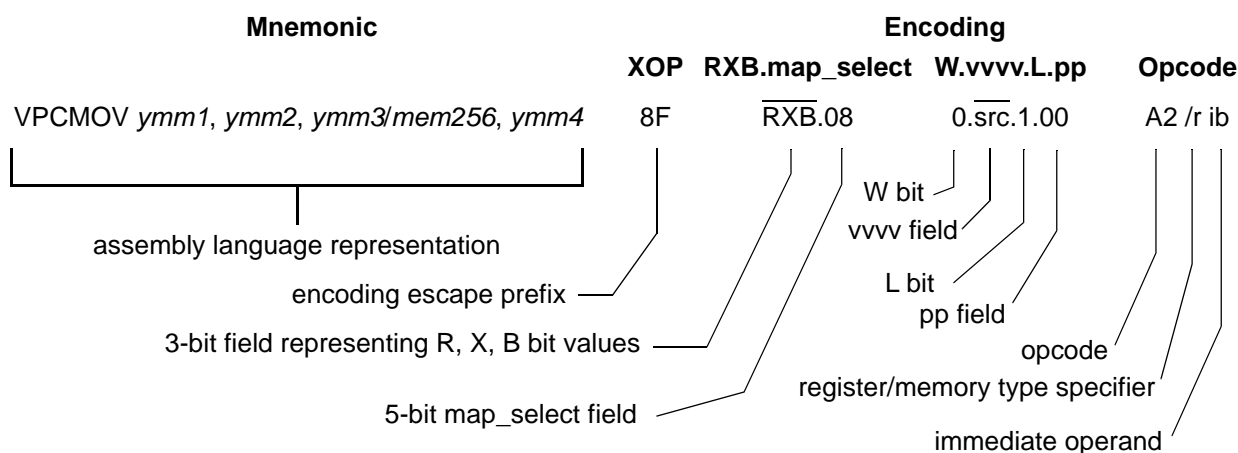 Mnemonic Encoding
XOP RXB.map_select W.vvvv.L.pp Opcode
VPCMOV ymm1, ymm2, ymm3/mem256, ymm4 8F R̅X̅B̅.08 0.s̅r̅c̅.1.00 A2 /r ib
W bit
assembly language representation vvvv field
L bit
encoding escape prefix pp field
3-bit field representing R, X, B bit values opcode
register/memory type specifier
5-bit map_select field
immediate operand